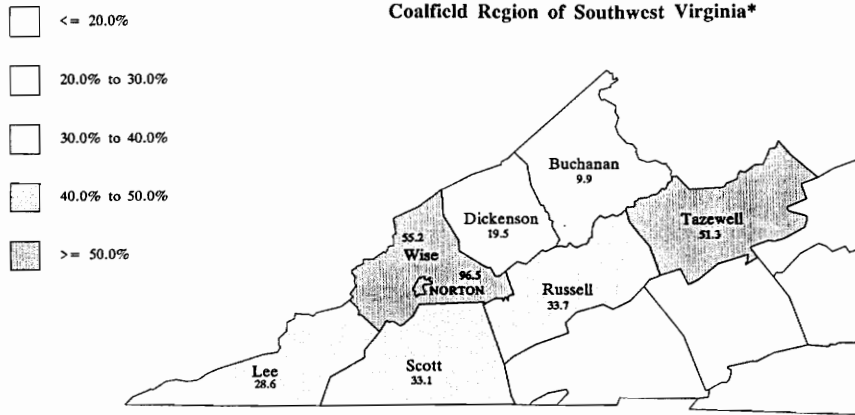 Coalfield Region of Southwest Virginia*
<= 20.0%
20.0% to 30.0%
30.0% to 40.0%
40.0% to 50.0%
>= 50.0%
Buchanan
9.9
Dickenson
19.5
Tazewell
51.3
55.2
Wise
96.5
NORTON
Russell
33.7
Lee
28.6
Scott
33.1